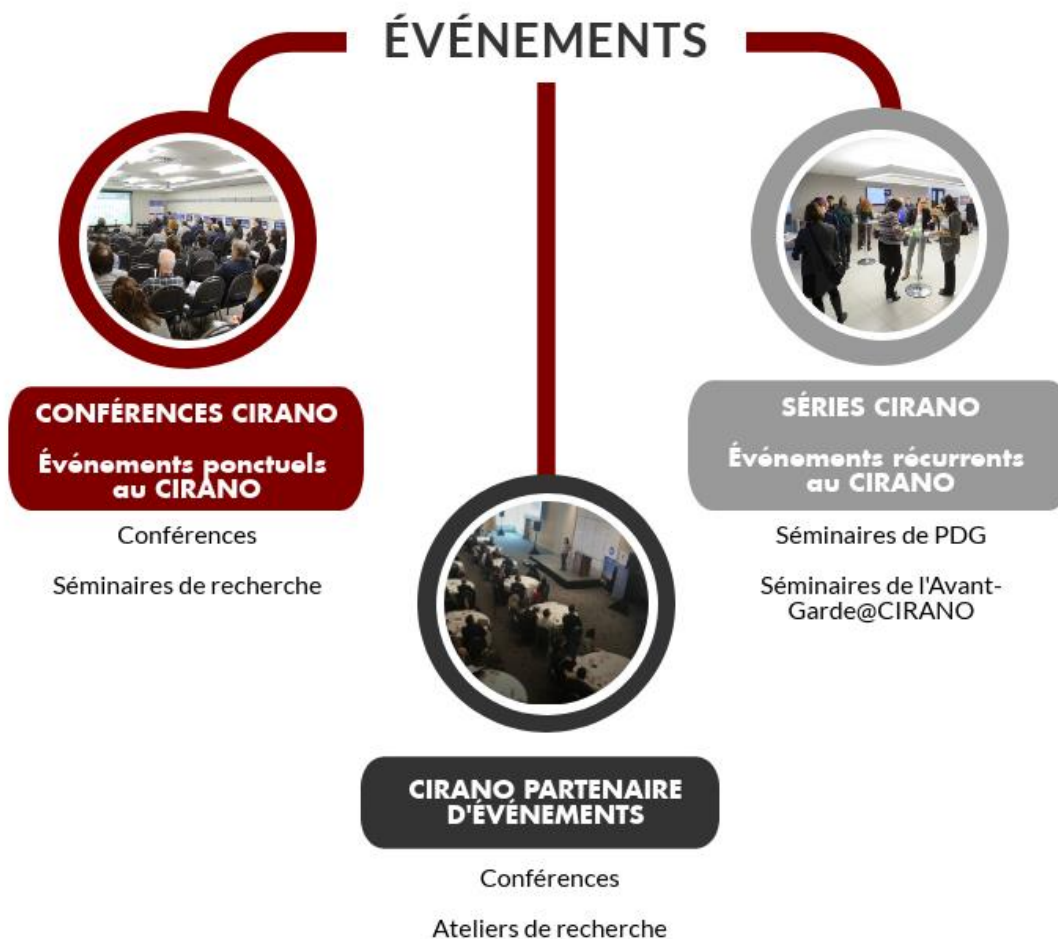 ÉVÉNEMENTS
CONFÉRENCES CIRANO
Événements ponctuels
au CIRANO
Conférences
Séminaires de recherche
SÉRIES CIRANO
Événements récurrents
au CIRANO
Séminaires de PDG
Séminaires de l'Avant-
Garde@CIRANO
CIRANO PARTENAIRE
D'ÉVÉNEMENTS
Conférences
Ateliers de recherche